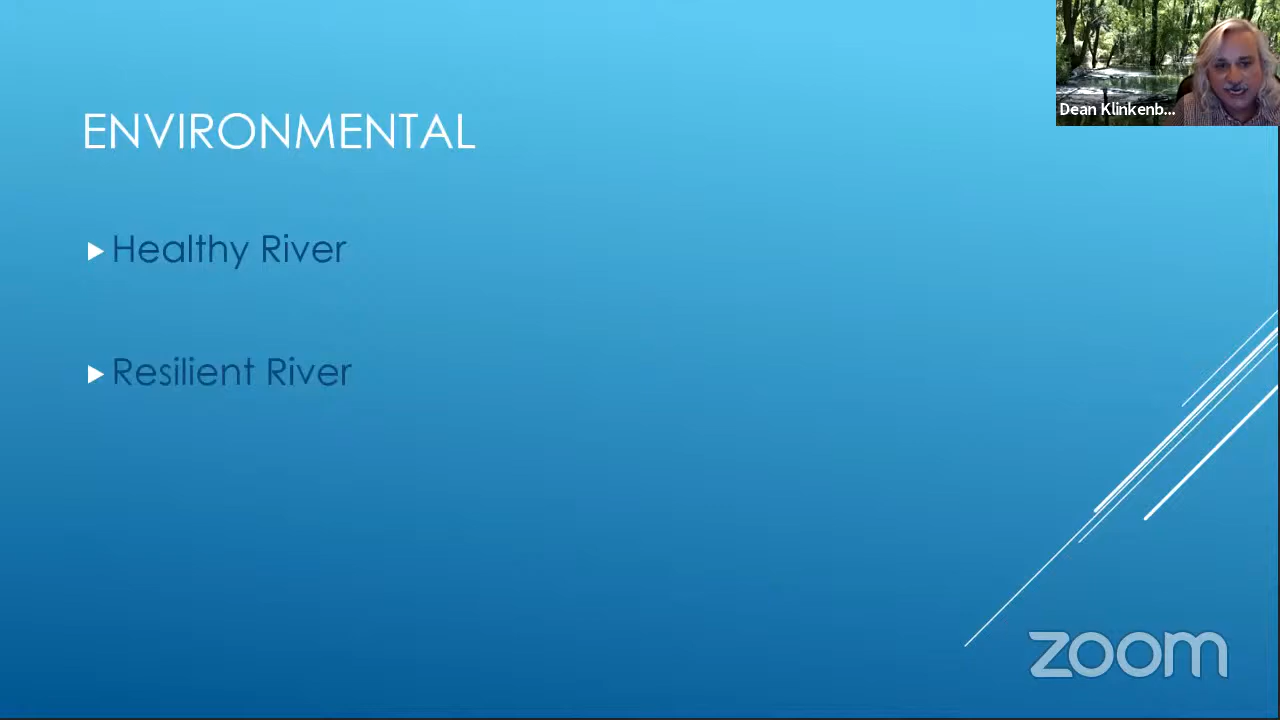 Dean Klinkenb...
ENVIRONMENTAL
Healthy River
Resilient River
zoom